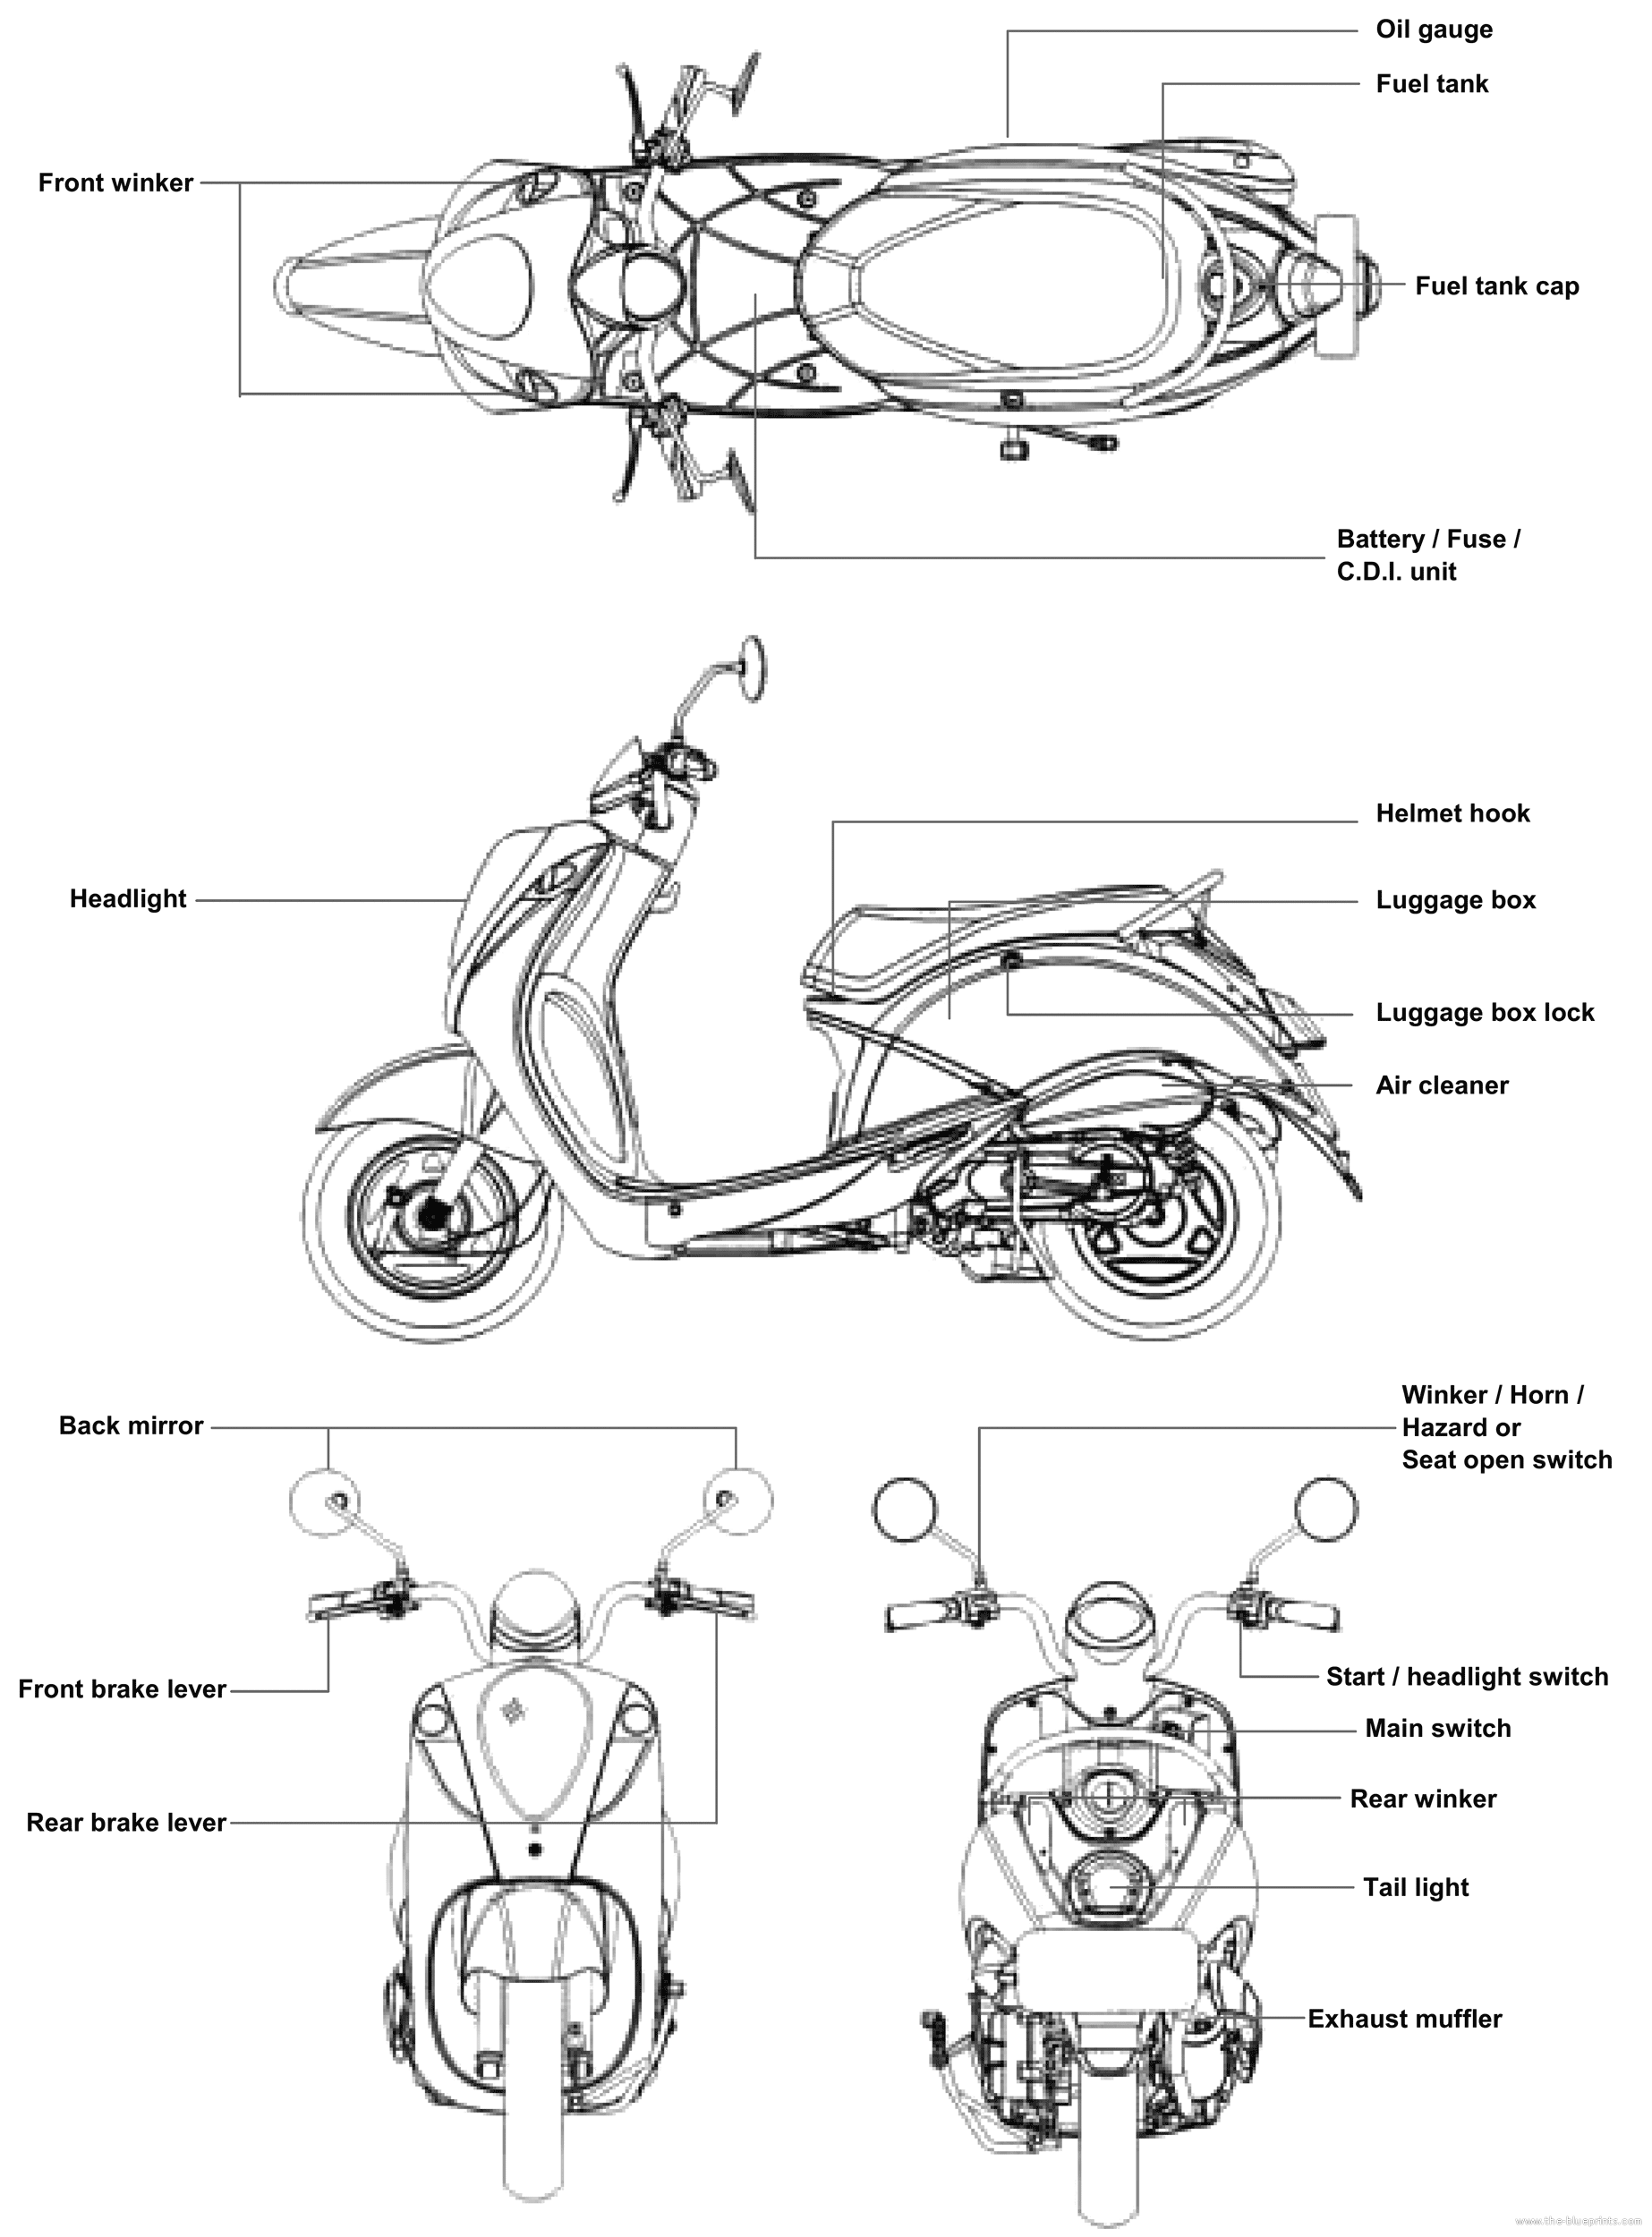 Oil gauge
Fuel tank
Front winker
Fuel tank cap
Battery / Fuse /
C.D.I. unit
Helmet hook
Headlight
Luggage box
Luggage box lock
Air cleaner
Winker / Horn /
Hazard or
Seat open switch
Back mirror
Start / headlight switch
Front brake lever
Main switch
Rear winker
Rear brake lever
Tail light
Exhaust muffler
www.the-blueprints.com